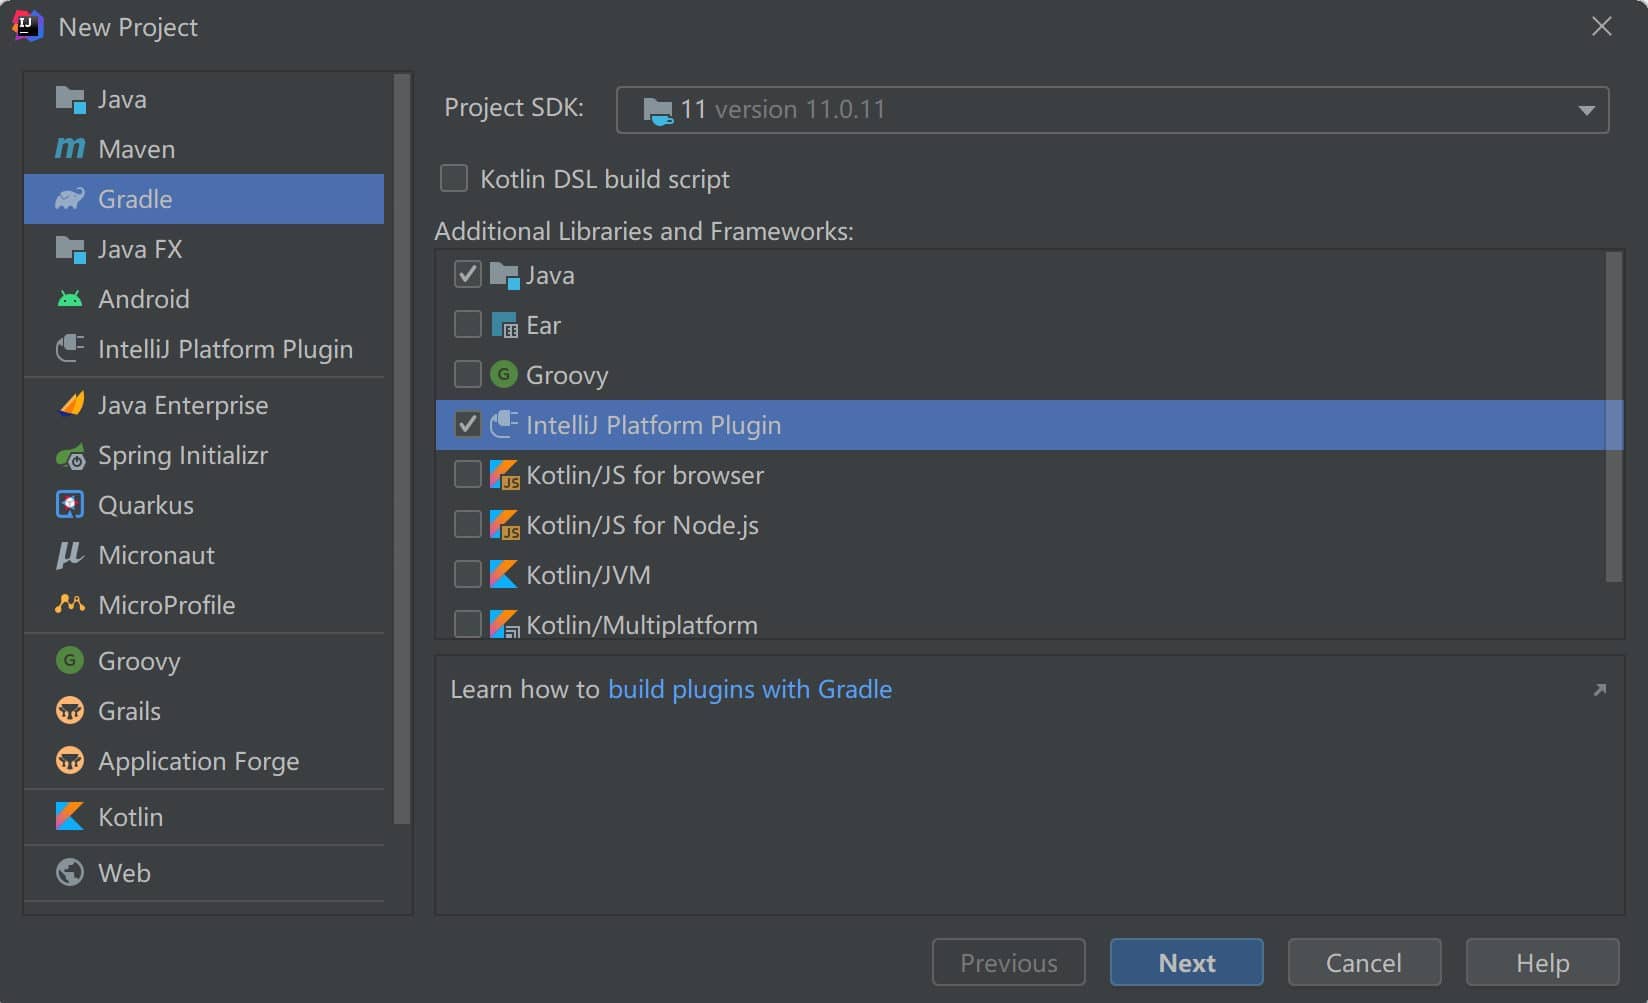 New Project
Java
Maven
Gradle
Java FX
Android
IntelliJ Platform Plugin
Java Enterprise
Spring Initializr
Quarkus
Micronaut
MicroProfile
Groovy
Grails
Application Forge
Kotlin
Web
Project SDK:
11 version 11.0.11
Kotlin DSL build script
Additional Libraries and Frameworks:
Java
Ear
Groovy
IntelliJ Platform Plugin
Kotlin/JS for browser
Kotlin/JS for Node.js
Kotlin/JVM
Kotlin/Multiplatform
Learn how to build plugins with Gradle
Previous
Next
Cancel
Help